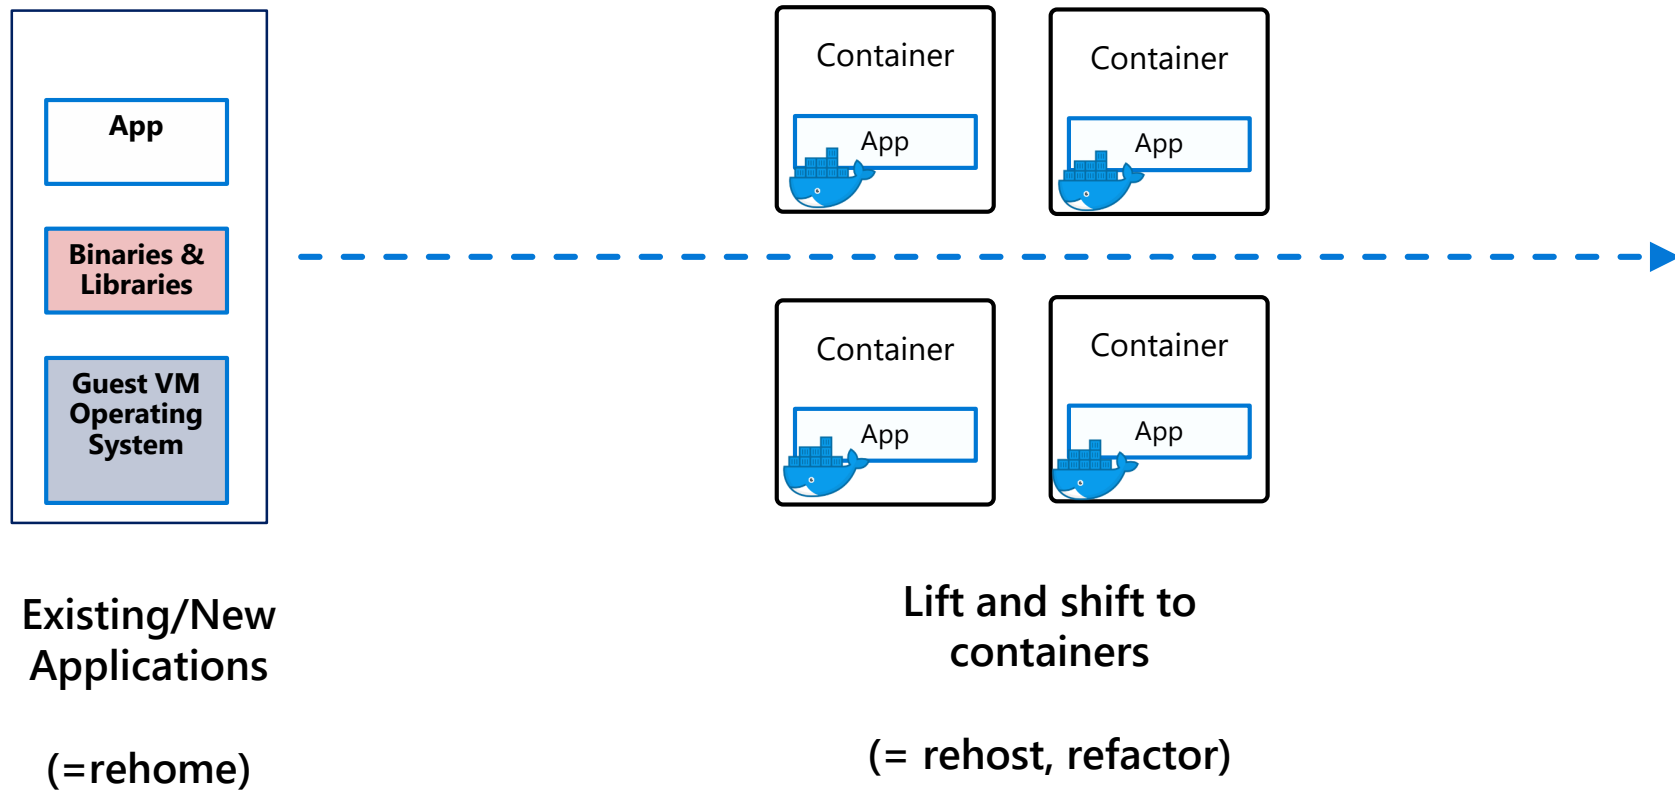 App
Binaries &
Libraries
Guest VM
Operating
System
Existing/New
Applications
(=rehome)
Container
App
Container
App
Container
App
Container
App
Lift and shift to
containers
(= rehost, refactor)